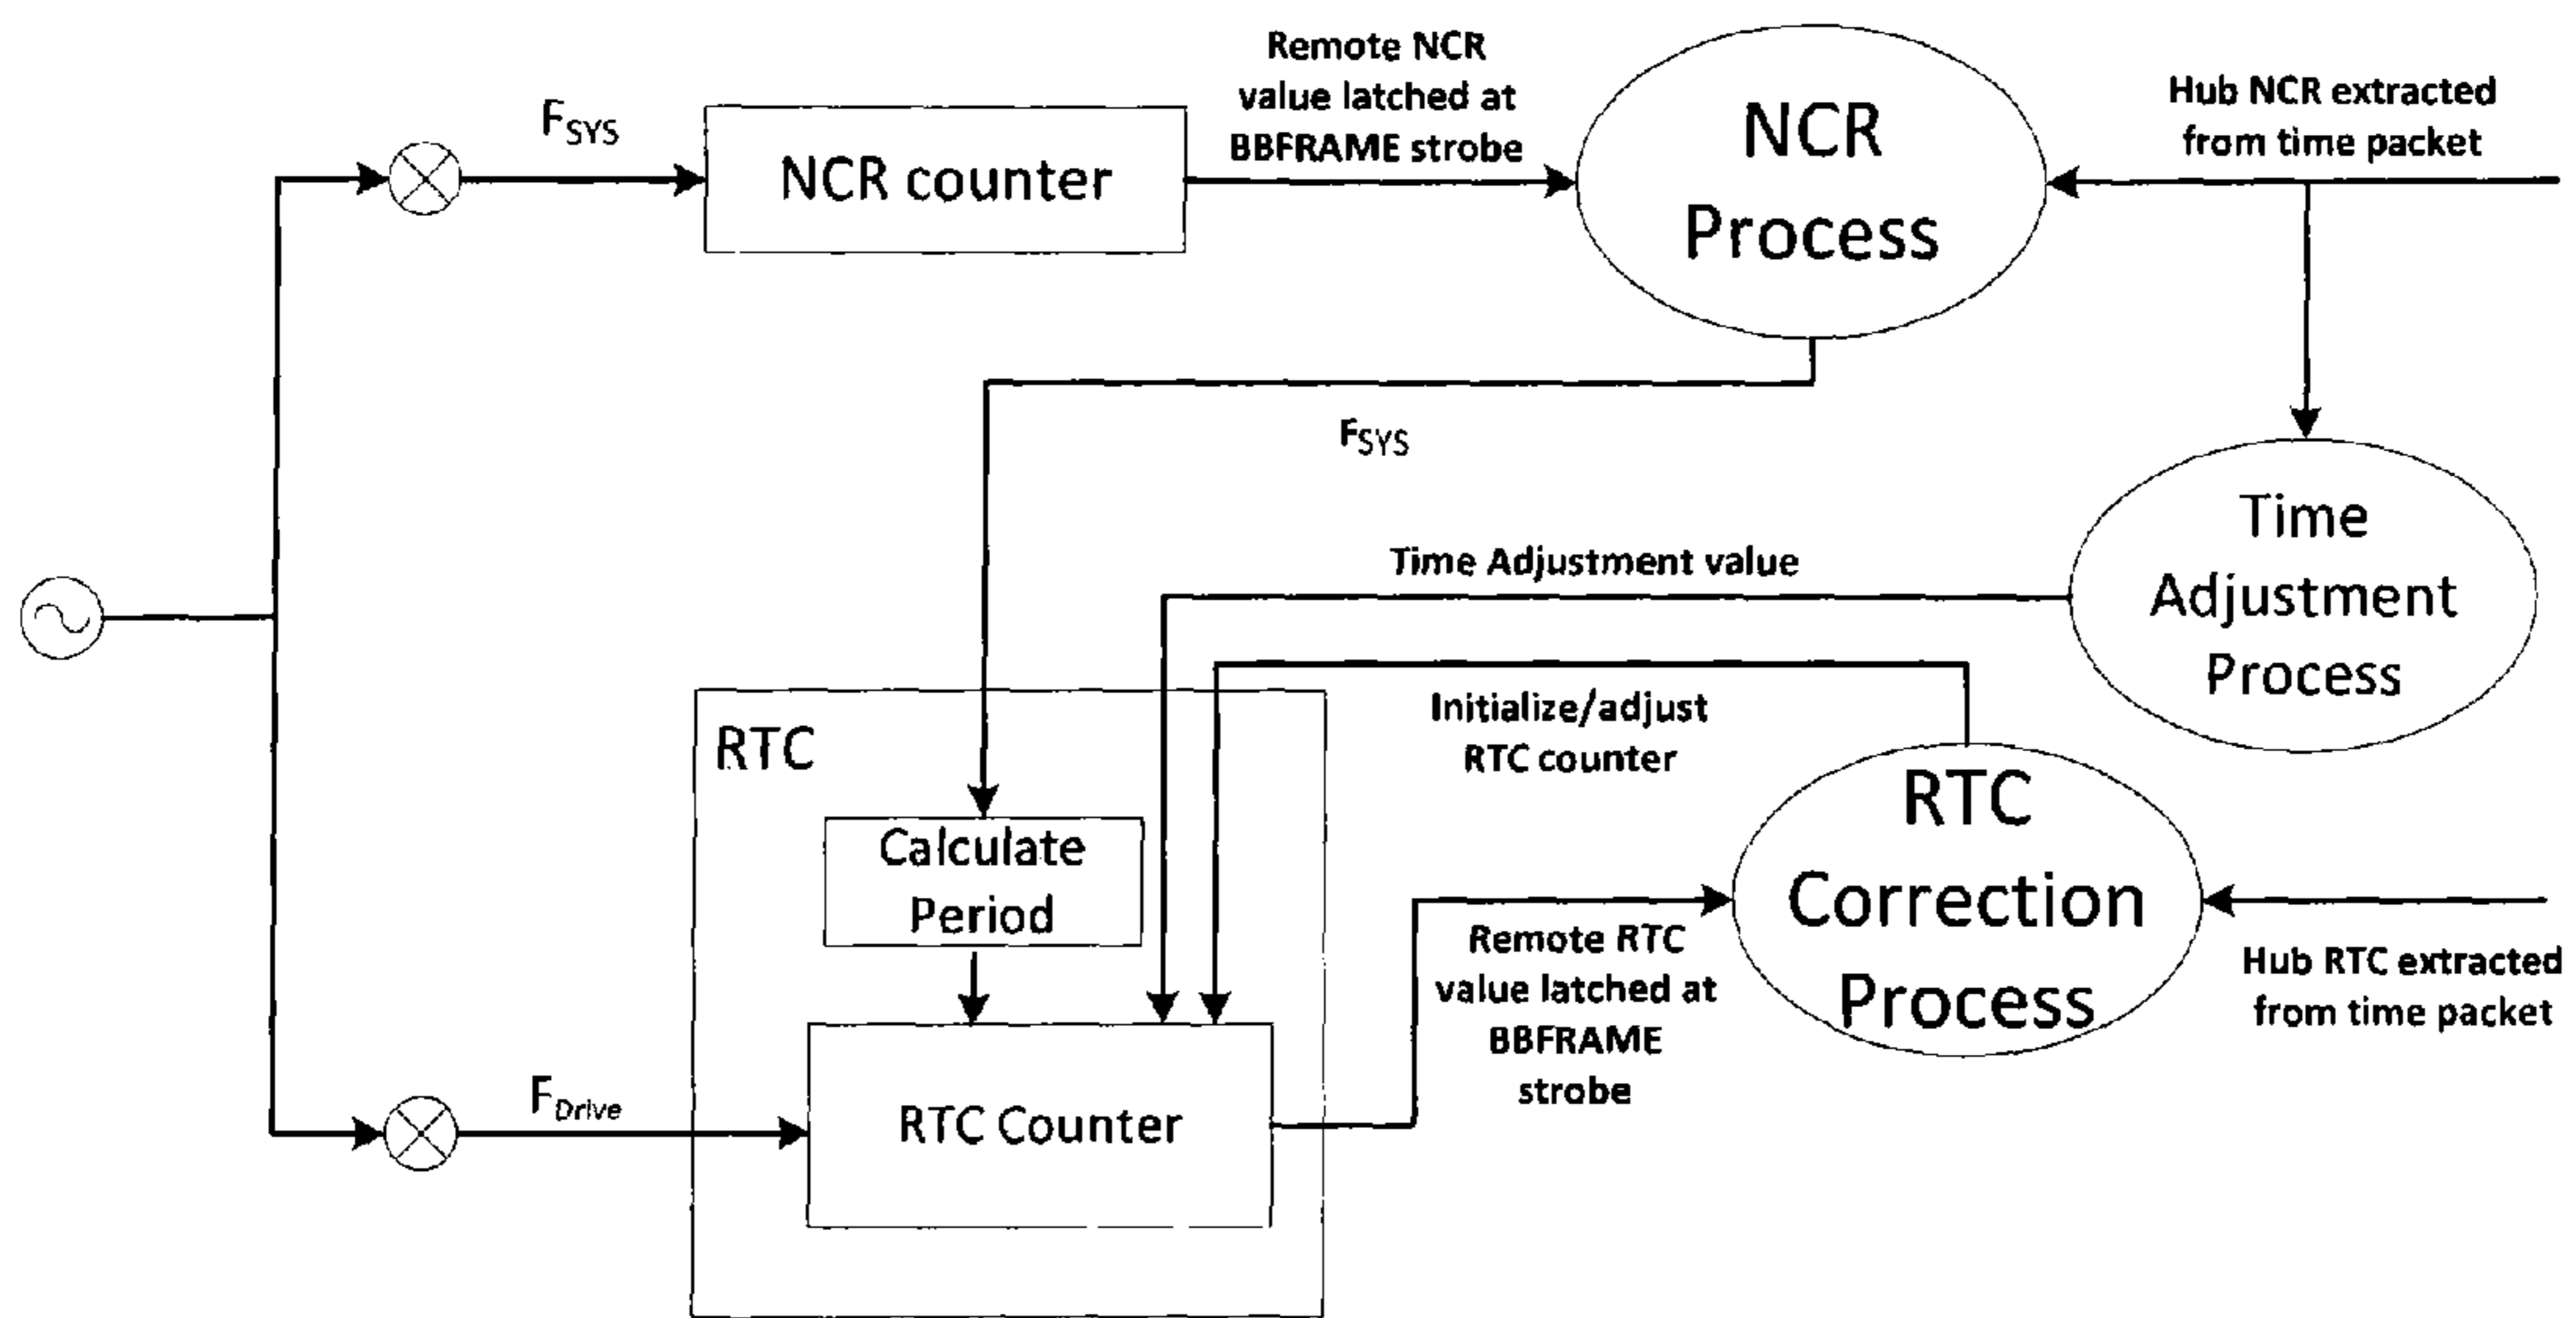 Remote NCR
value latched at
BBFRAME strobe
FSYS
NCR counter
NCR
Process
Hub NCR extracted
from time packet
FSYS
Time Adjustment value
Time
Adjustment
Process
RTC
Initialize/adjust
RTC counter
Calculate
Period
RTC
Correction
Process
Remote RTC
value latched at
BBFRAME
strobe
Hub RTC extracted
from time packet
FDrive
RTC Counter